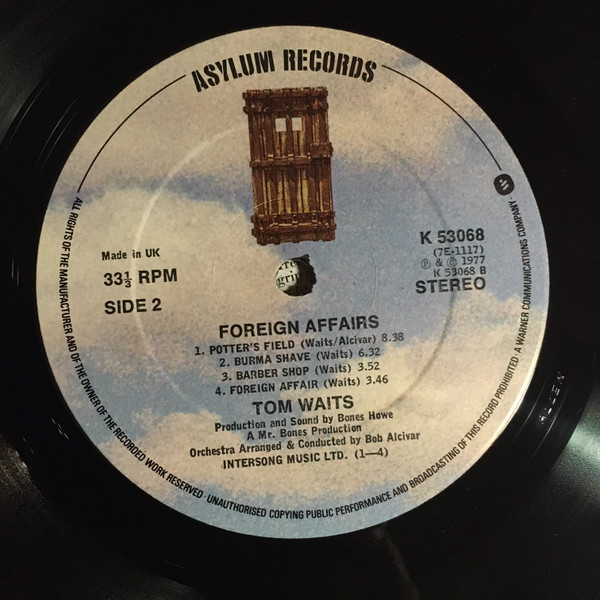 ASYLUM RECORDS
Made in UK
33⅓ RPM
SIDE 2
K 53068
(7E-1117)
℗ & © 1977
K 53068 B
STEREO
FOREIGN AFFAIRS
1. POTTER'S FIELD (Waits/Alcivar) 8.38
2. BURMA SHAVE (Waits) 6.32
3. BARBER SHOP (Waits) 3.52
4. FOREIGN AFFAIR (Waits) 3.46
TOM WAITS
Production and Sound by Bones Howe
A Mr. Bones Production
Orchestra Arranged & Conducted by Bob Alcivar
INTERSONG MUSIC LTD. (1—4)
ALL RIGHTS OF THE MANUFACTURER AND OF THE OWNER OF THE RECORDED WORK RESERVED · UNAUTHORISED COPYING PUBLIC PERFORMANCE AND BROADCASTING OF THIS RECORD PROHIBITED · A WARNER COMMUNICATIONS COMPANY ·